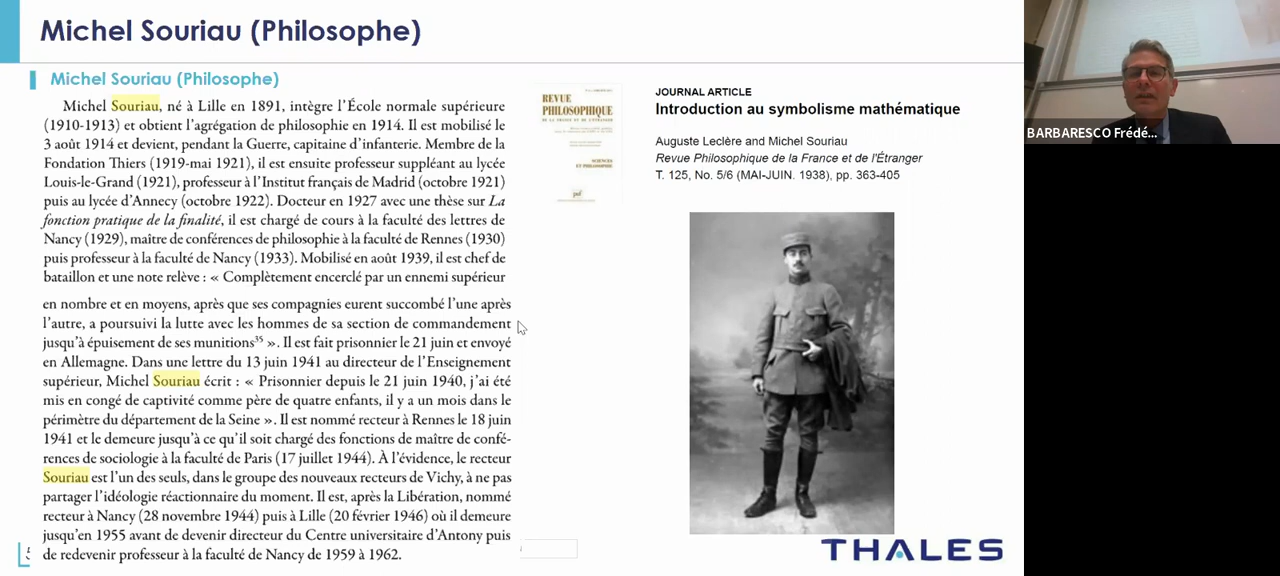 Michel Souriau (Philosophe)
Michel Souriau (Philosophe)
Michel Souriau, né à Lille en 1891, intègre l'École normale supérieure
(1910-1913) et obtient l'agrégation de philosophie en 1914. Il est mobilisé le
3 août 1914 et devient, pendant la Guerre, capitaine d'infanterie. Membre de la
Fondation Thiers (1919-mai 1921), il est ensuite professeur suppléant au lycée
Louis-le-Grand (1921), professeur à l'Institut français de Madrid (octobre 1921)
puis au lycée d'Annecy (octobre 1922). Docteur en 1927 avec une thèse sur La
fonction pratique de la finalité, il est chargé de cours à la faculté des lettres de
Nancy (1929), maître de conférences de philosophie à la faculté de Rennes (1930)
puis professeur à la faculté de Nancy (1933). Mobilisé en août 1939, il est chef de
bataillon et une note relève : « Complètement encerclé par un ennemi supérieur
en nombre et en moyens, après que ses compagnies eurent succombé l'une après
l'autre, a poursuivi la lutte avec les hommes de sa section de commandement
jusqu'à épuisement de ses munitions³⁵ ». Il est fait prisonnier le 21 juin et envoyé
en Allemagne. Dans une lettre du 13 juin 1941 au directeur de l'Enseignement
supérieur, Michel Souriau écrit : « Prisonnier depuis le 21 juin 1940, j'ai été
mis en congé de captivité comme père de quatre enfants, il y a un mois dans le
périmètre du département de la Seine ». Il est nommé recteur à Rennes le 18 juin
1941 et le demeure jusqu'à ce qu'il soit chargé des fonctions de maître de confé-
rences de sociologie à la faculté de Paris (17 juillet 1944). À l'évidence, le recteur
Souriau est l'un des seuls, dans le groupe des nouveaux recteurs de Vichy, à ne pas
partager l'idéologie réactionnaire du moment. Il est, après la Libération, nommé
recteur à Nancy (28 novembre 1944) puis à Lille (20 février 1946) où il demeure
jusqu'en 1955 avant de devenir directeur du Centre universitaire d'Antony puis
de redevenir professeur à la faculté de Nancy de 1959 à 1962.
REVUE
PHILOSOPHIQUE
DE LA FRANCE ET DE L'ÉTRANGER
SCIENCES
ET PHILOSOPHIE
puf
JOURNAL ARTICLE
Introduction au symbolisme mathématique
Auguste Leclère and Michel Souriau
Revue Philosophique de la France et de l'Étranger
T. 125, No. 5/6 (MAI-JUIN. 1938), pp. 363-405
THALES
BARBARESCO Frédé...